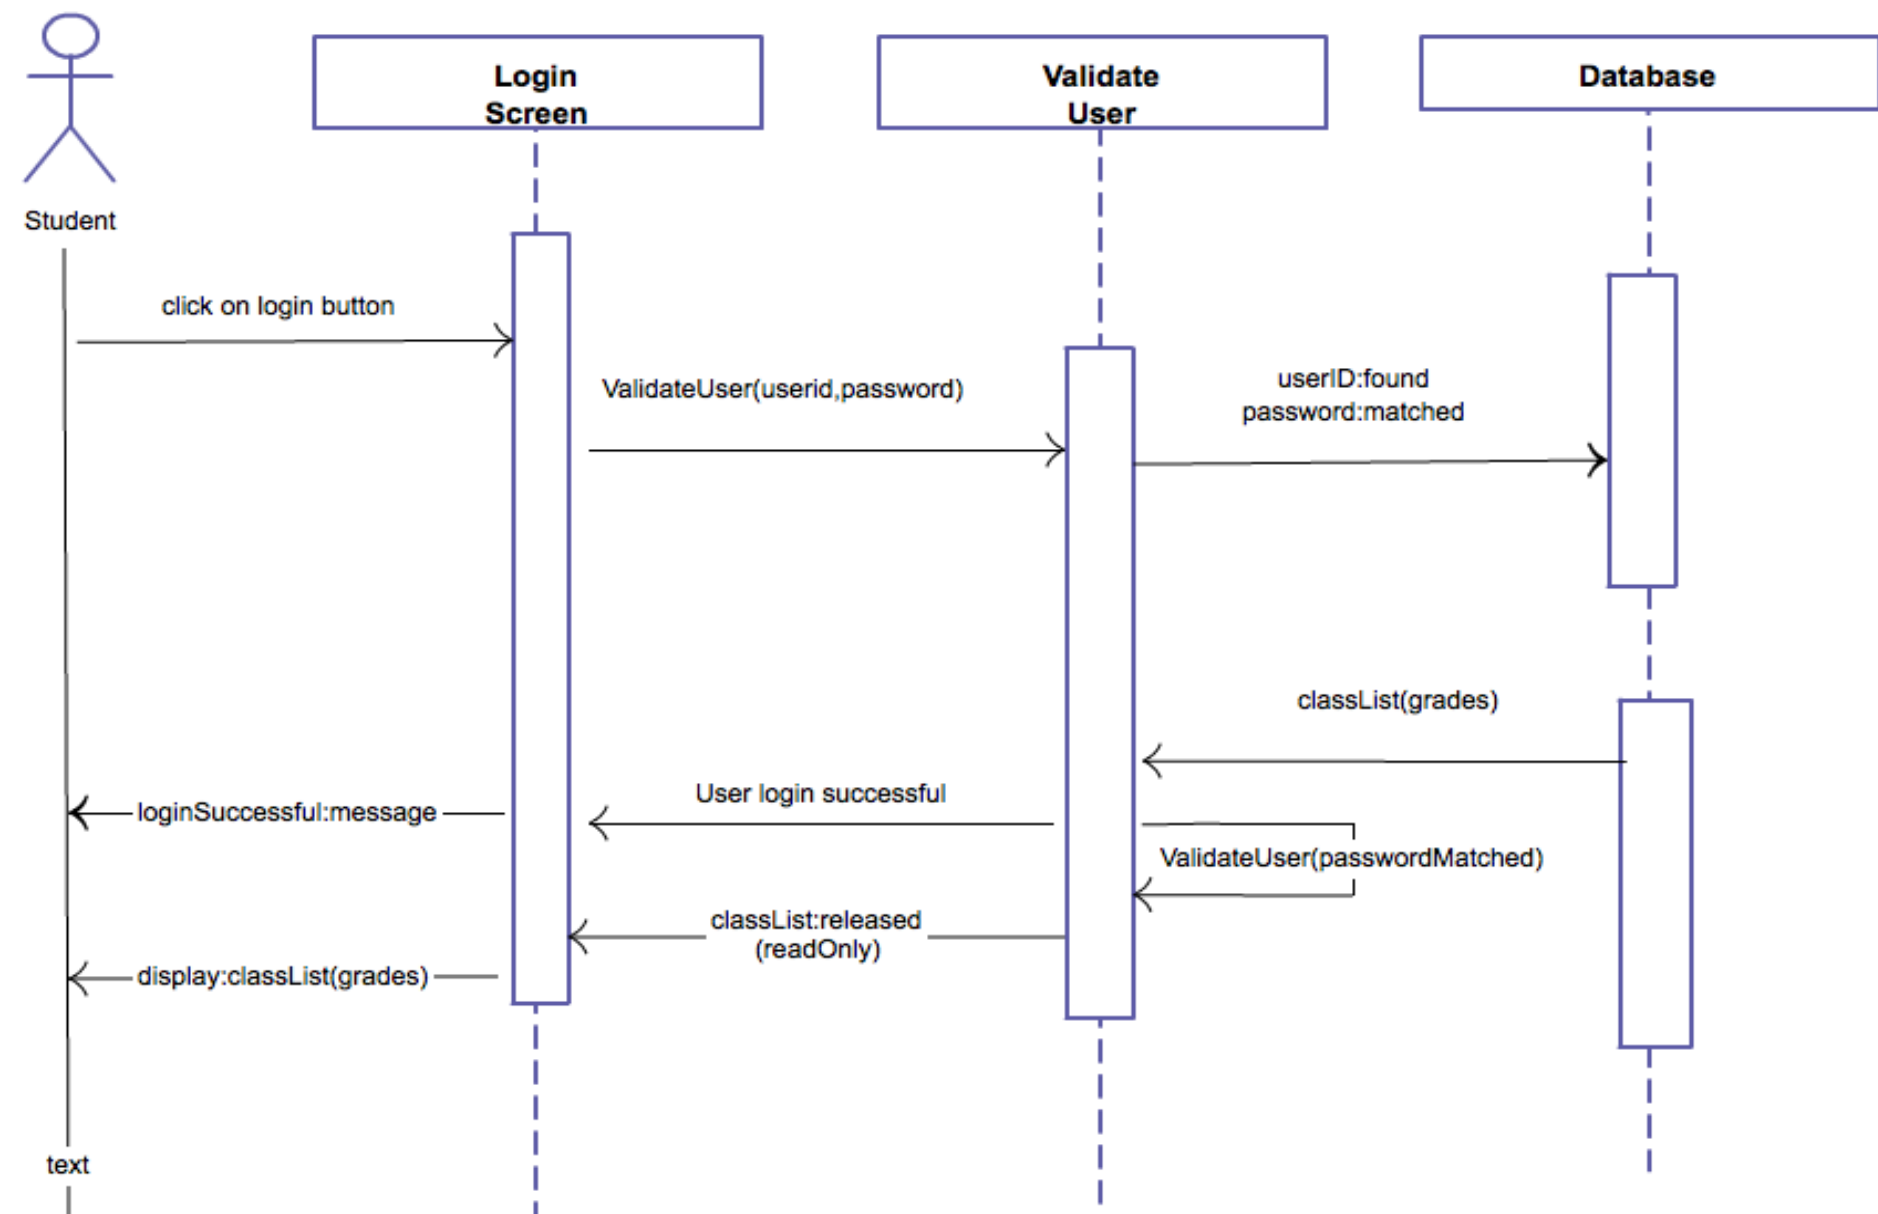 Login
Screen
Validate
User
Database
Student
click on login button
ValidateUser(userid,password)
userID:found
password:matched
classList(grades)
User login successful
loginSuccessful:message
ValidateUser(passwordMatched)
classList:released
(readOnly)
display:classList(grades)
text